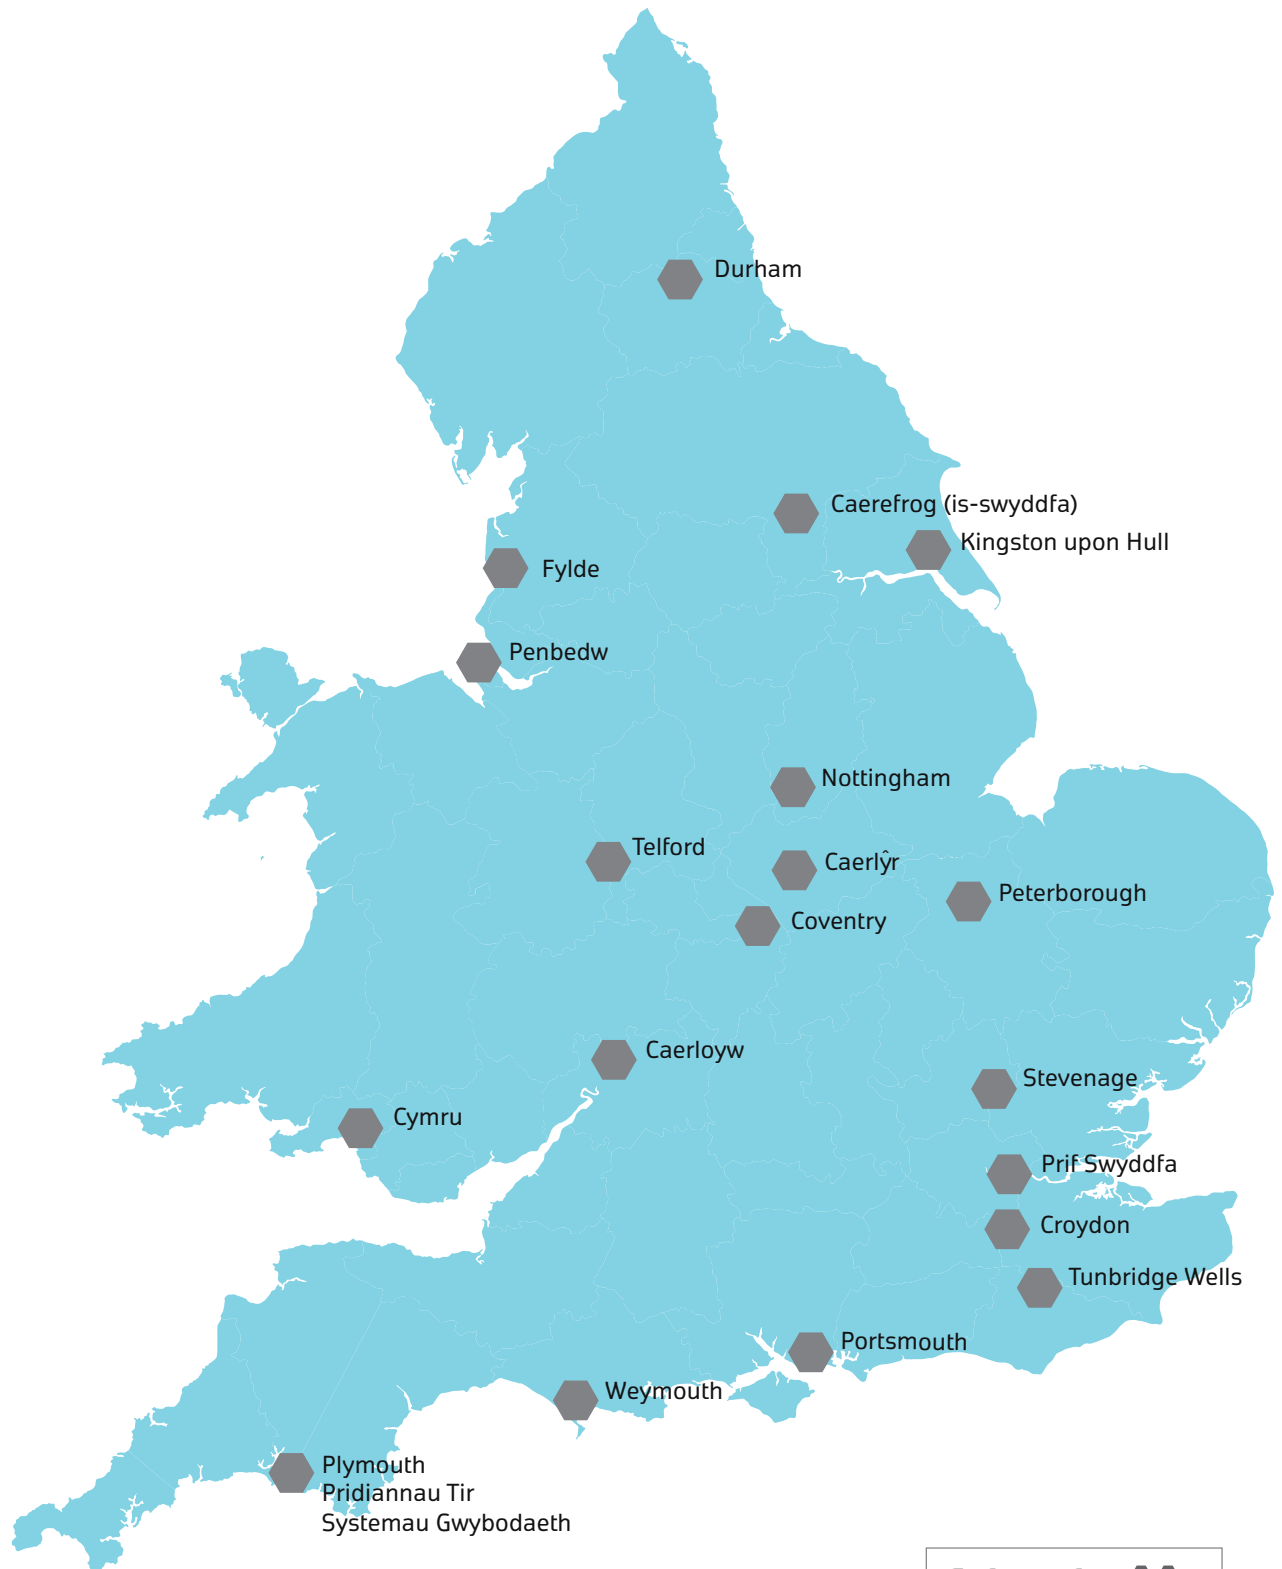 Durham
Caerefrog (is-swyddfa)
Kingston upon Hull
Fylde
Penbedw
Nottingham
Telford
Caerlŷr
Peterborough
Coventry
Caerloyw
Stevenage
Cymru
Prif Swyddfa
Croydon
Tunbridge Wells
Portsmouth
Weymouth
Plymouth
Pridiannau Tir
Systemau Gwybodaeth